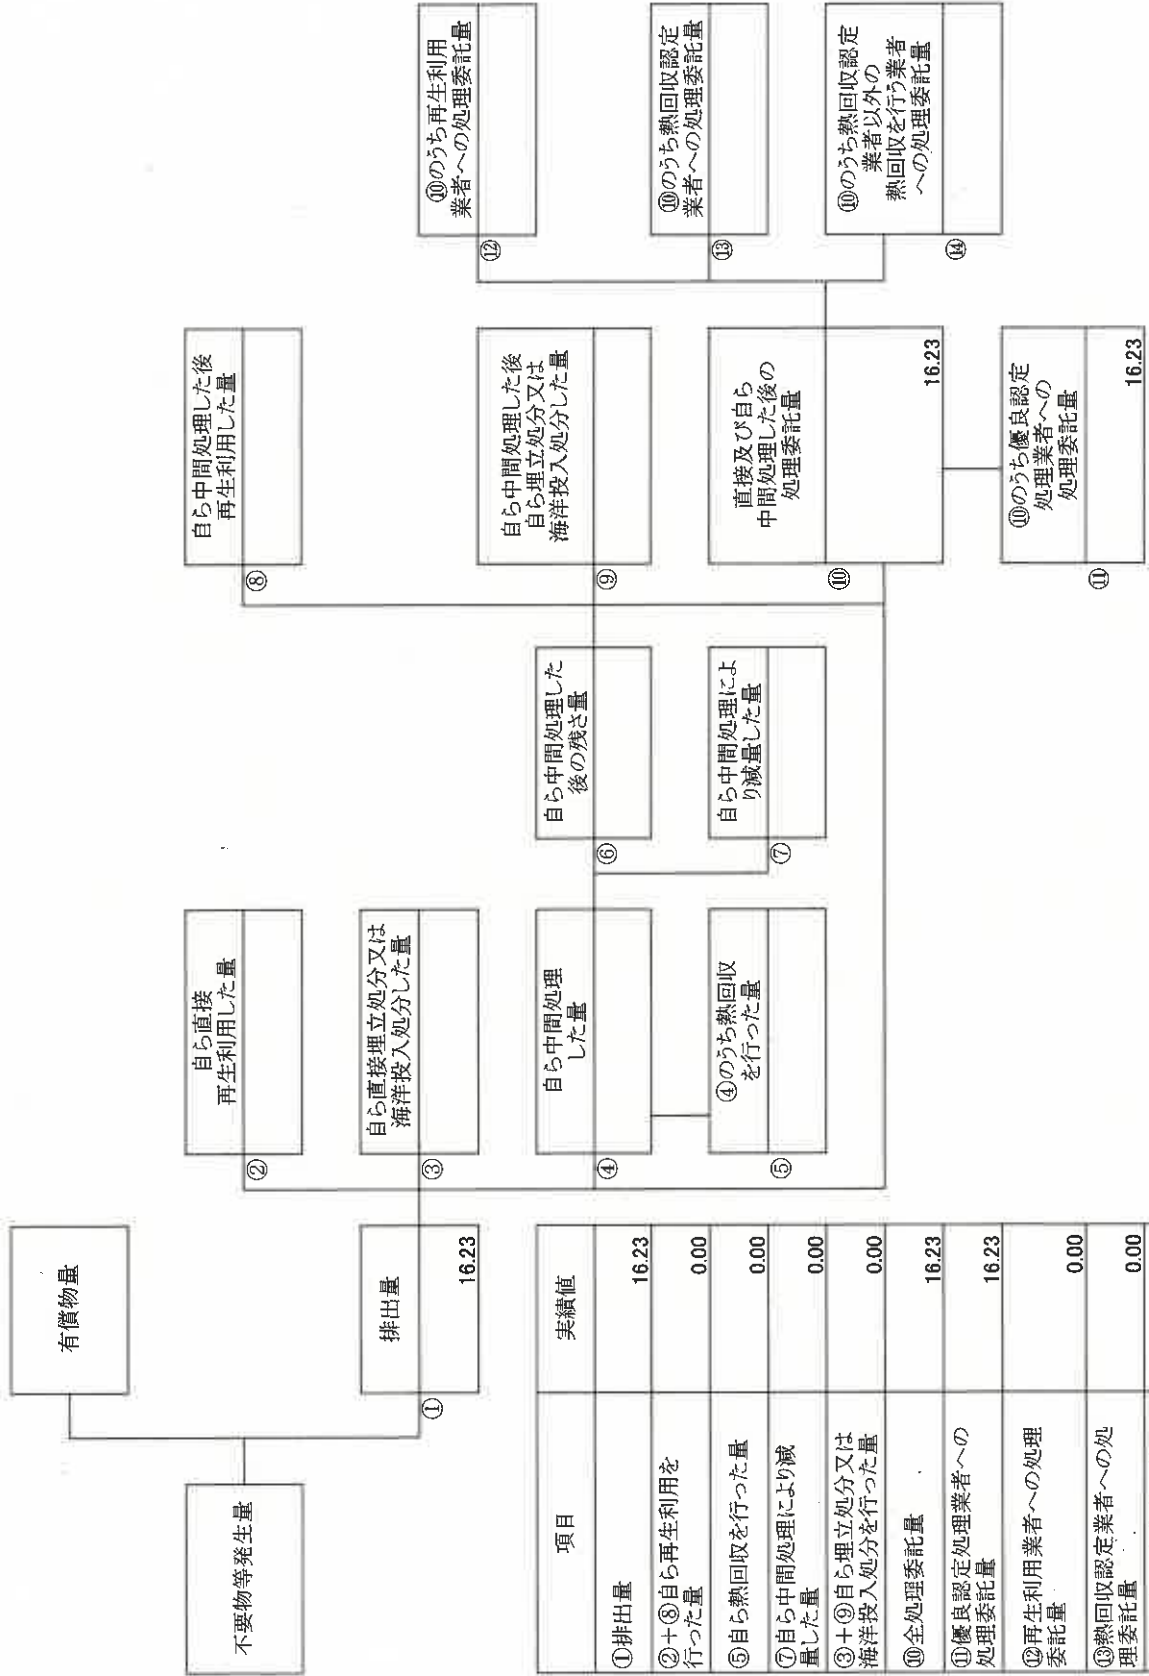 不要物等発生量
有償物量
①
排出量
16.23
②
自ら直接
再生利用した量
③
自ら直接埋立処分又は
海洋投入処分した量
④
自ら中間処理
した量
⑤
④のうち熱回収
を行った量
⑥
自ら中間処理した
後の残さ量
⑦
自ら中間処理によ
り減量した量
⑧
自ら中間処理した後
再生利用した量
⑨
自ら中間処理した後
自ら埋立処分又は
海洋投入処分した量
⑩
直接及び自ら
中間処理した後の
処理委託量
16.23
⑪
⑩のうち優良認定
処理業者への
処理委託量
16.23
⑫
⑩のうち再生利用
業者への処理委託量
⑬
⑩のうち熱回収認定
業者への処理委託量
⑭
⑩のうち熱回収認定
業者以外の
熱回収を行う業者
への処理委託量
項目 実績値
①排出量 16.23
②+⑧自ら再生利用を
行った量 0.00
⑤自ら熱回収を行った量 0.00
⑦自ら中間処理により減
量した量 0.00
③+⑨自ら埋立処分又は
海洋投入処分を行った量 0.00
⑩全処理委託量 16.23
⑪優良認定処理業者への
処理委託量 16.23
⑫再生利用業者への処理
委託量 0.00
⑬熱回収認定業者への処
理委託量 0.00